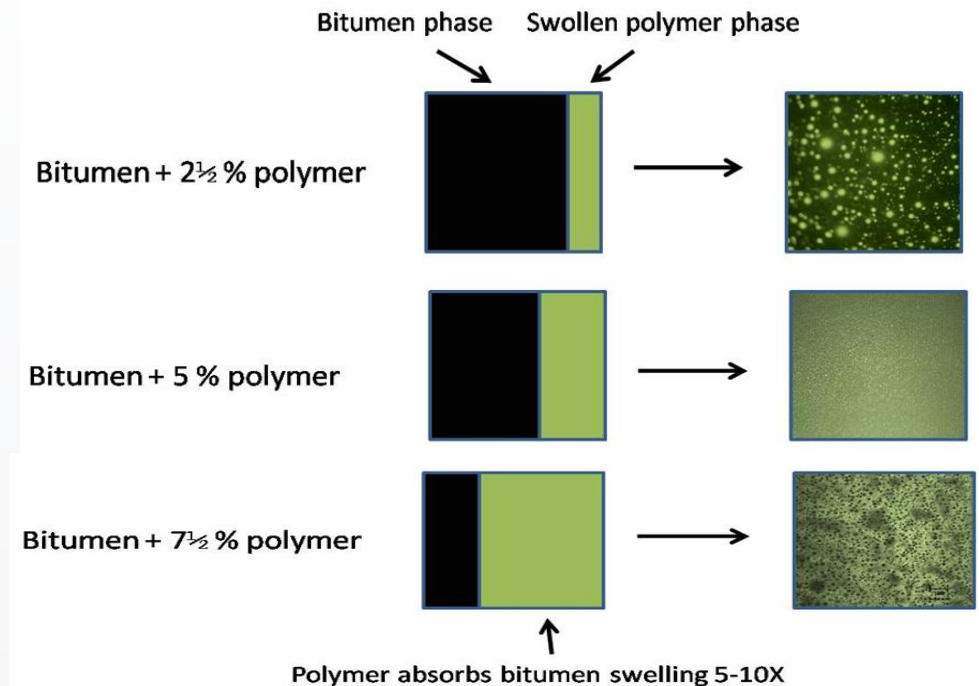 Bitumen phase Swollen polymer phase
Bitumen + 2½ % polymer
Bitumen + 5 % polymer
Bitumen + 7½ % polymer
Polymer absorbs bitumen swelling 5-10X